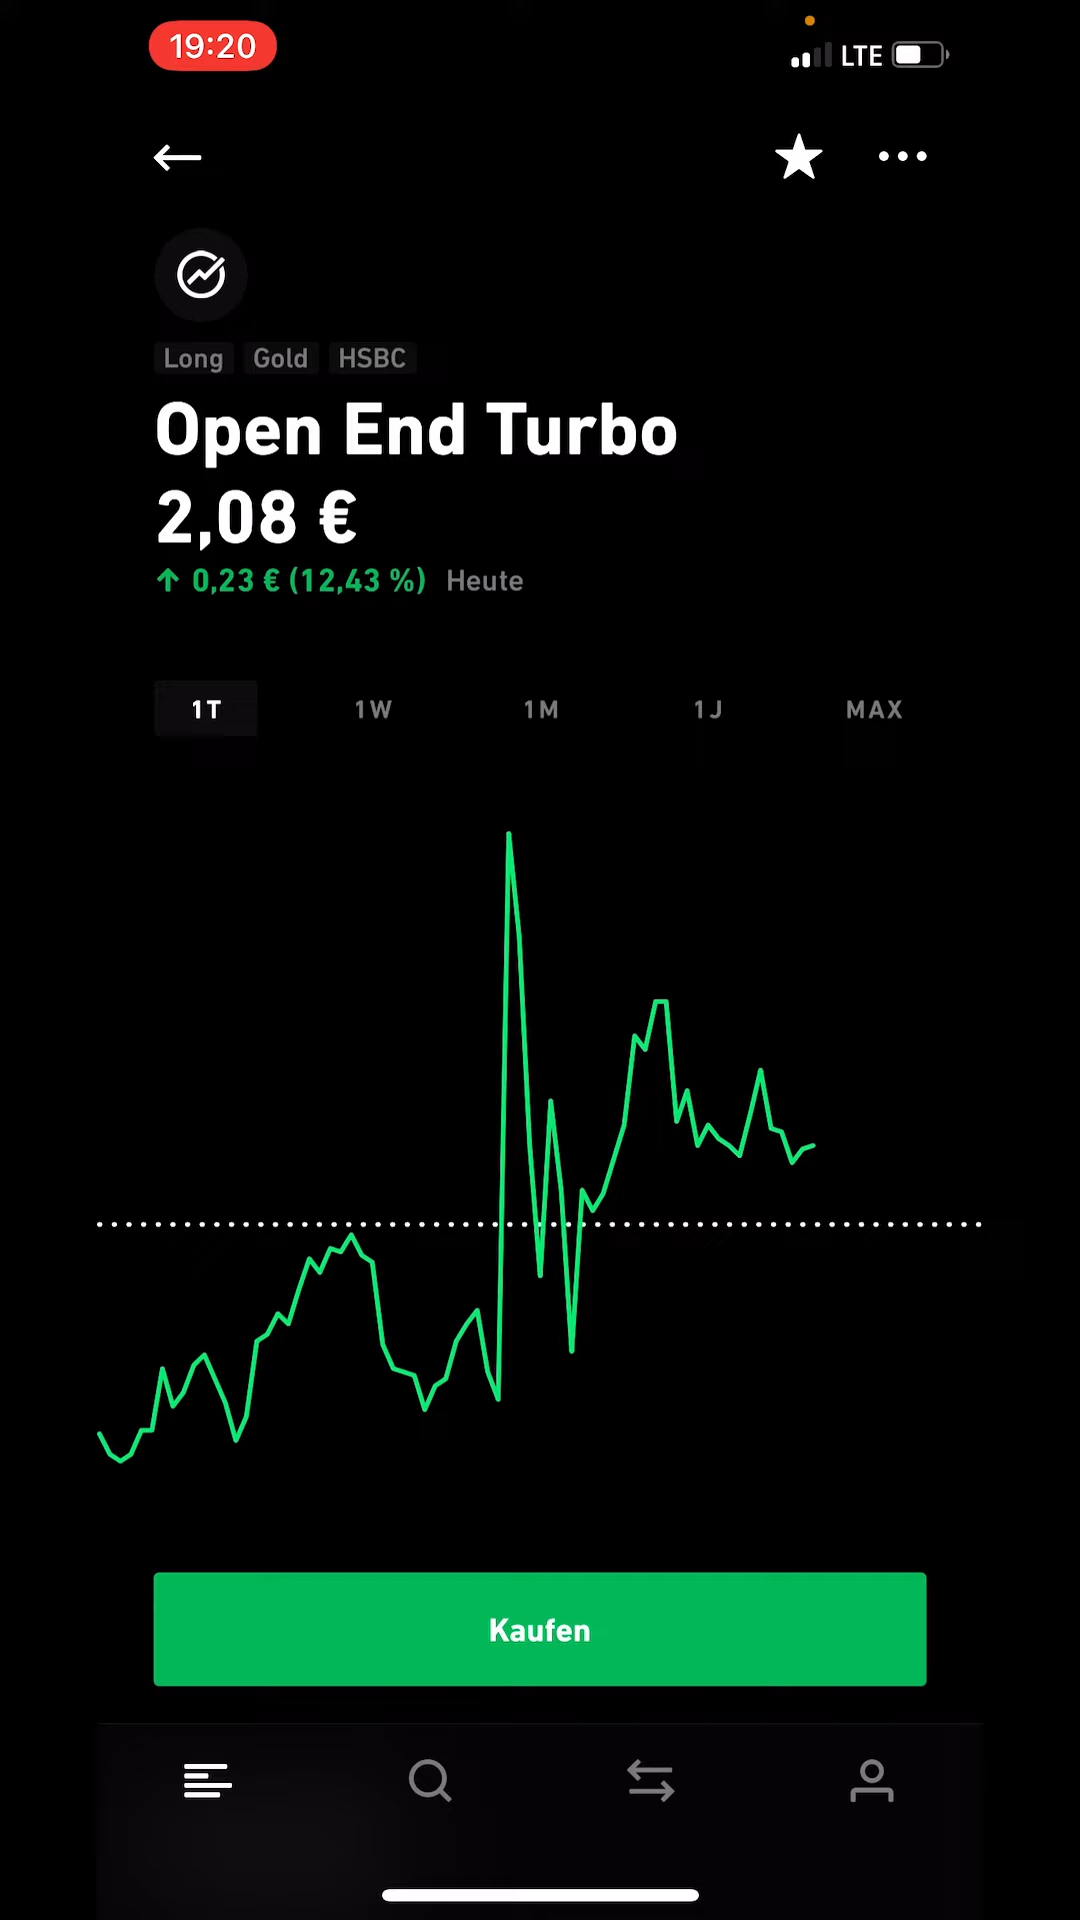 19:20 LTE
Long Gold HSBC
Open End Turbo
2,08 €
↑ 0,23 € (12,43 %) Heute
1T 1W 1M 1J MAX
Kaufen